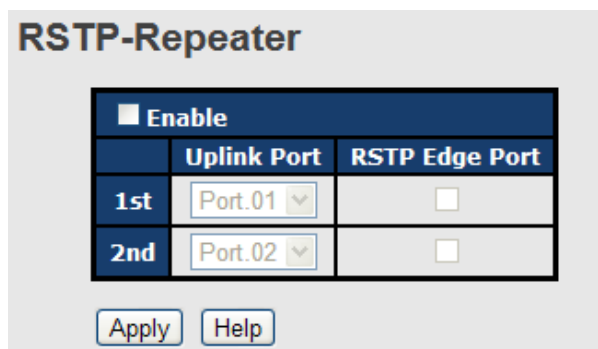 RSTP-Repeater
Enable
Uplink Port RSTP Edge Port
1st Port.01
2nd Port.02
Apply Help